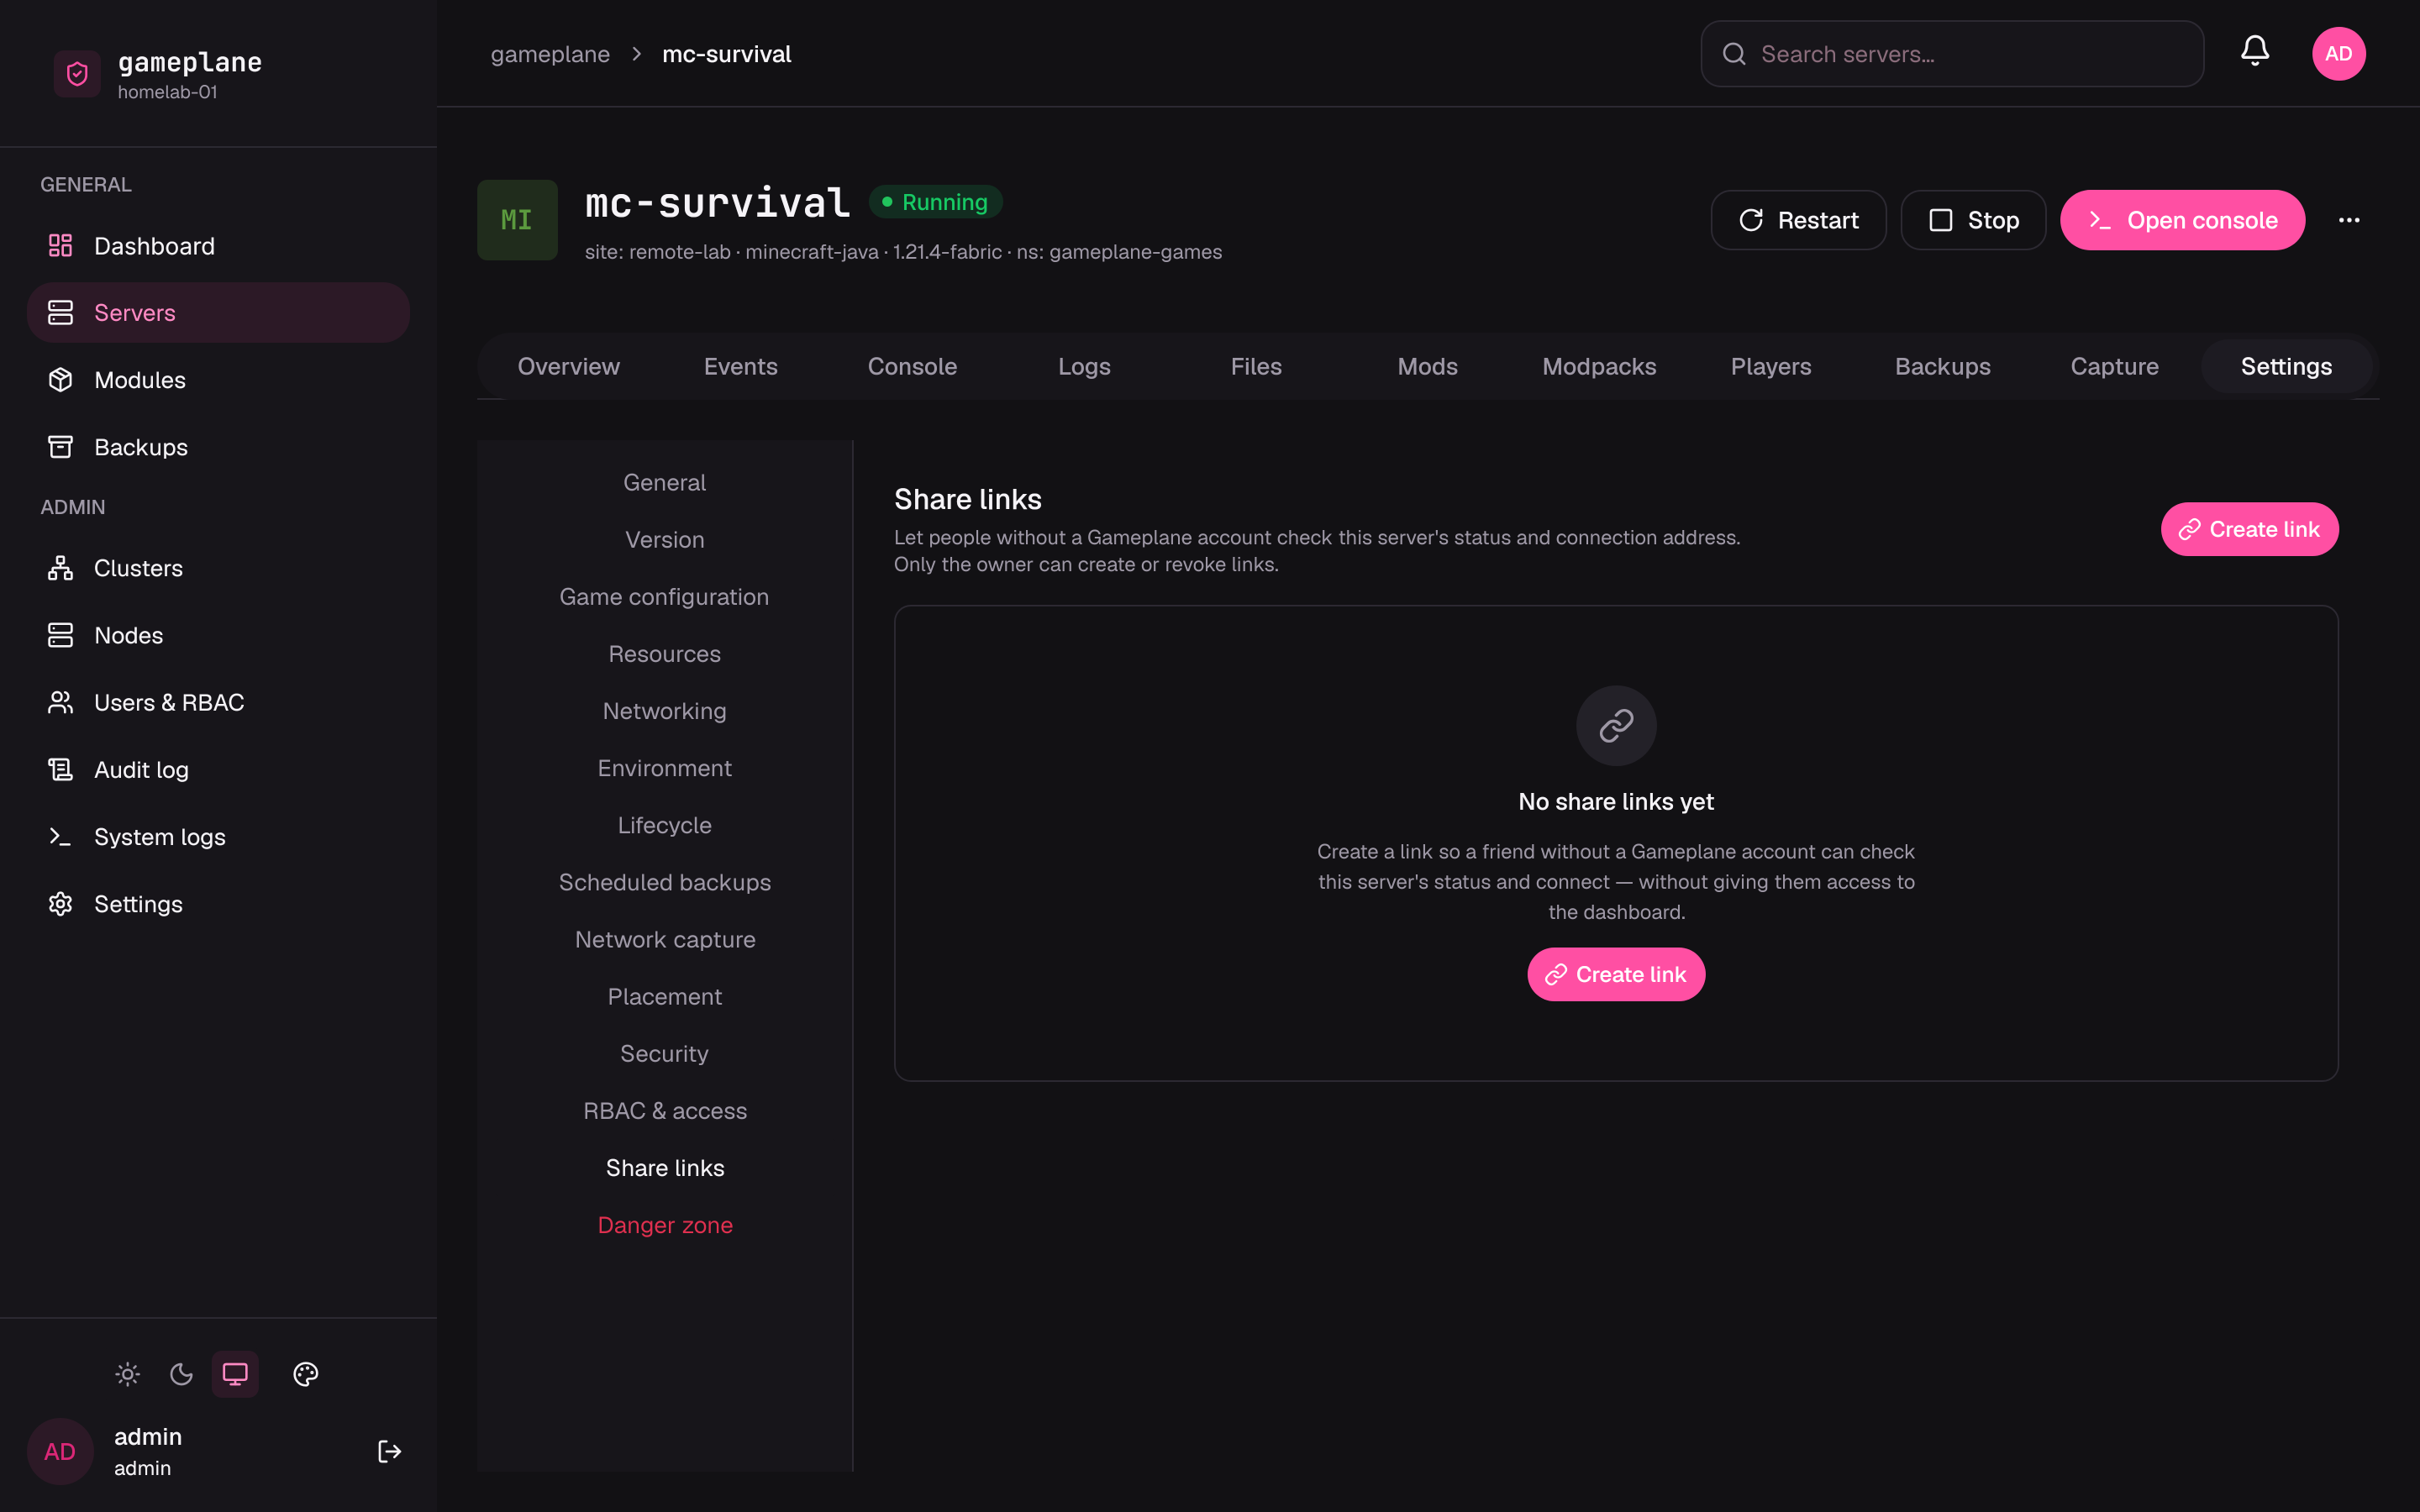 gameplane
homelab-01
GENERAL
Dashboard
Servers
Modules
Backups
ADMIN
Clusters
Nodes
Users & RBAC
Audit log
System logs
Settings
AD
admin
admin
gameplane
mc-survival
Search servers...
AD
MI
mc-survival
Running
site: remote-lab · minecraft-java · 1.21.4-fabric · ns: gameplane-games
Restart
Stop
Open console
Overview
Events
Console
Logs
Files
Mods
Modpacks
Players
Backups
Capture
Settings
General
Version
Game configuration
Resources
Networking
Environment
Lifecycle
Scheduled backups
Network capture
Placement
Security
RBAC & access
Share links
Danger zone
Share links
Let people without a Gameplane account check this server's status and connection address.
Only the owner can create or revoke links.
Create link
No share links yet
Create a link so a friend without a Gameplane account can check
this server's status and connect — without giving them access to
the dashboard.
Create link